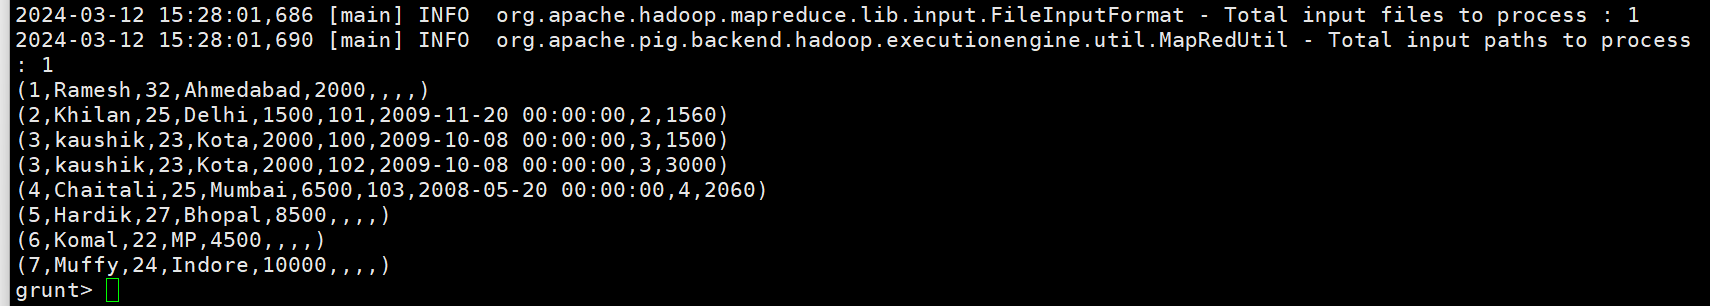 2024-03-12 15:28:01,686 [main] INFO  org.apache.hadoop.mapreduce.lib.input.FileInputFormat - Total input files to process : 1
2024-03-12 15:28:01,690 [main] INFO  org.apache.pig.backend.hadoop.executionengine.util.MapRedUtil - Total input paths to process
: 1
(1,Ramesh,32,Ahmedabad,2000,,,,)
(2,Khilan,25,Delhi,1500,101,2009-11-20 00:00:00,2,1560)
(3,kaushik,23,Kota,2000,100,2009-10-08 00:00:00,3,1500)
(3,kaushik,23,Kota,2000,102,2009-10-08 00:00:00,3,3000)
(4,Chaitali,25,Mumbai,6500,103,2008-05-20 00:00:00,4,2060)
(5,Hardik,27,Bhopal,8500,,,,)
(6,Komal,22,MP,4500,,,,)
(7,Muffy,24,Indore,10000,,,,)
grunt>